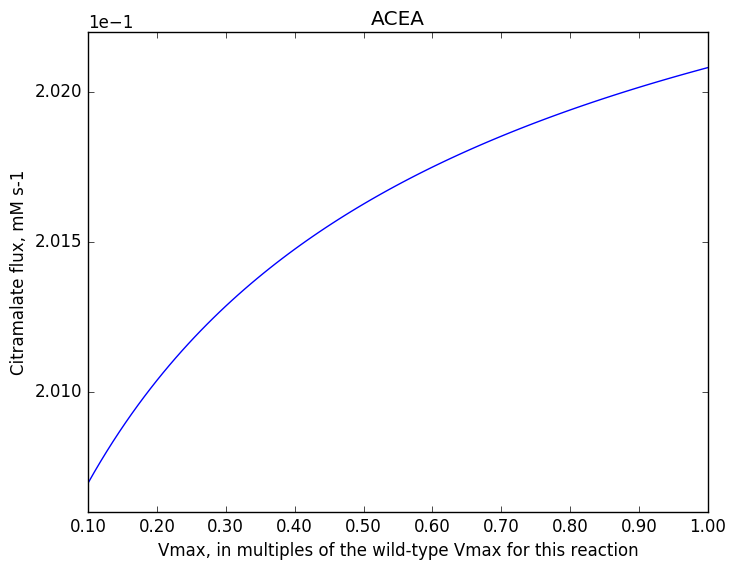 ACEA
1e−1
2.020
2.015
2.010
Citramalate flux, mM s-1
0.10 0.20 0.30 0.40 0.50 0.60 0.70 0.80 0.90 1.00
Vmax, in multiples of the wild-type Vmax for this reaction